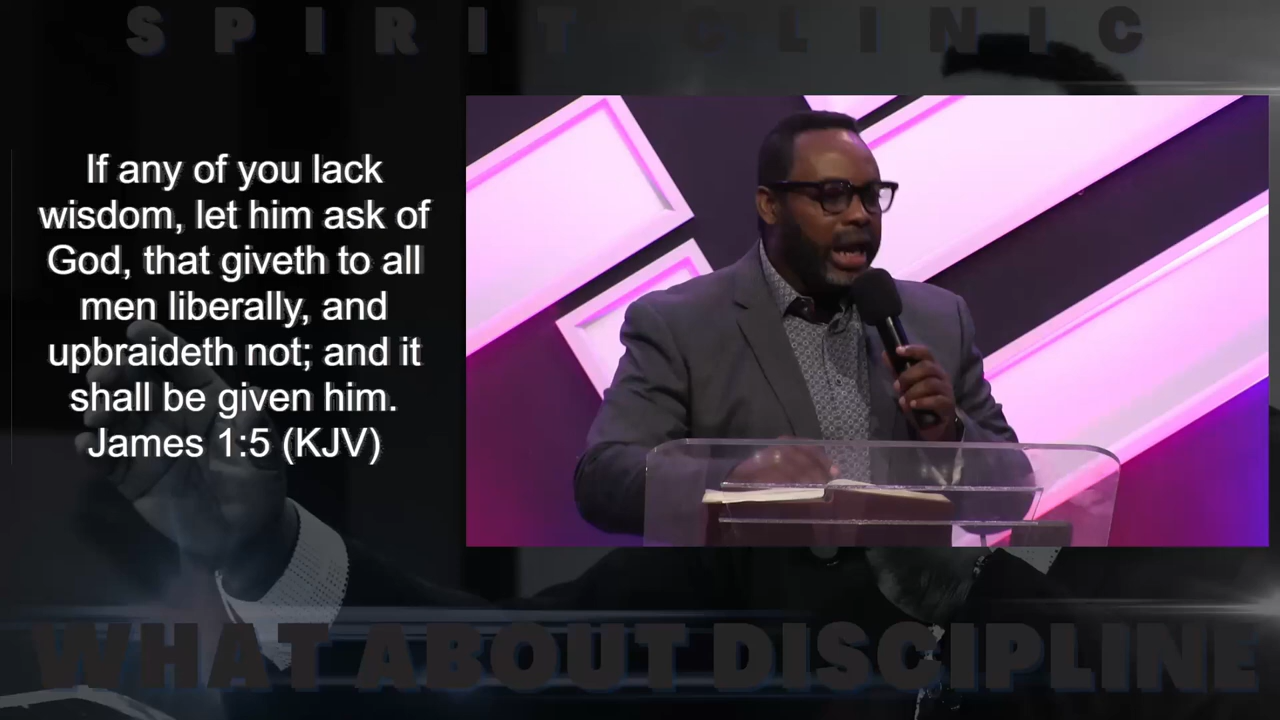 SPIRIT CLINIC
If any of you lack
wisdom, let him ask of
God, that giveth to all
men liberally, and
upbraideth not; and it
shall be given him.
James 1:5 (KJV)
WHAT ABOUT DISCIPLINE